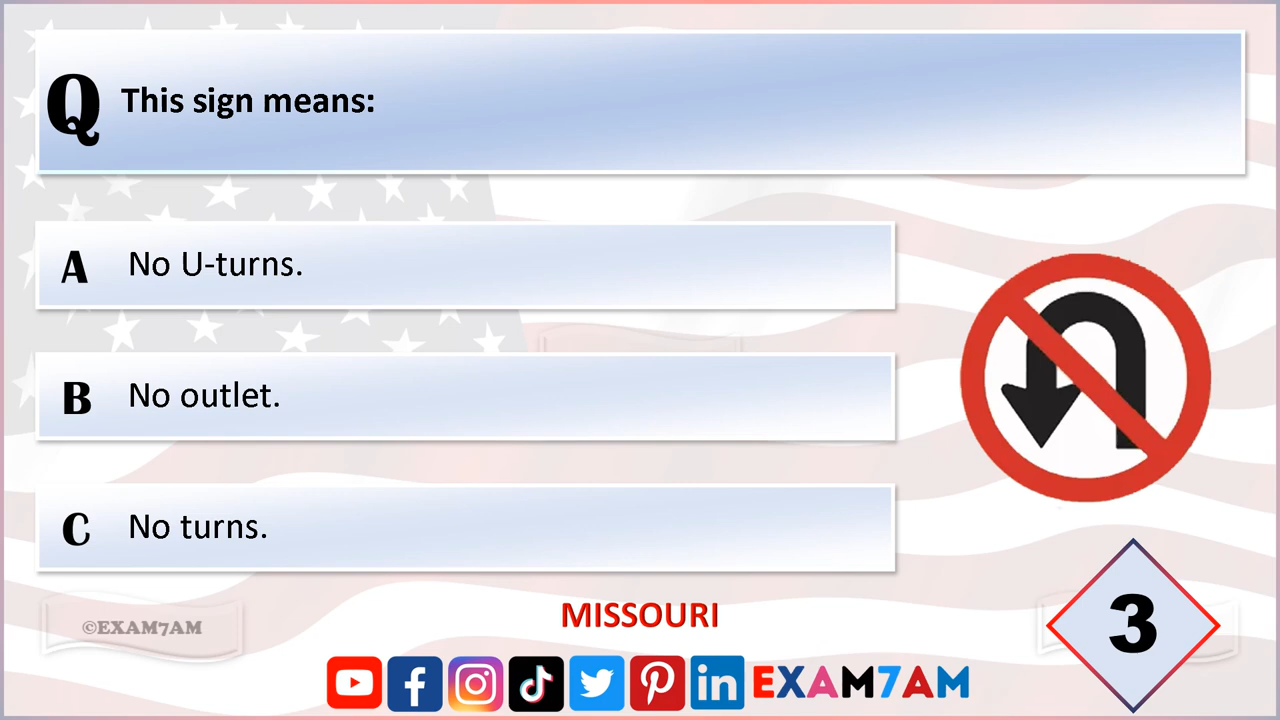 Q This sign means:
A No U-turns.
B No outlet.
C No turns.
MISSOURI
3
©EXAM7AM
EXAM7AM